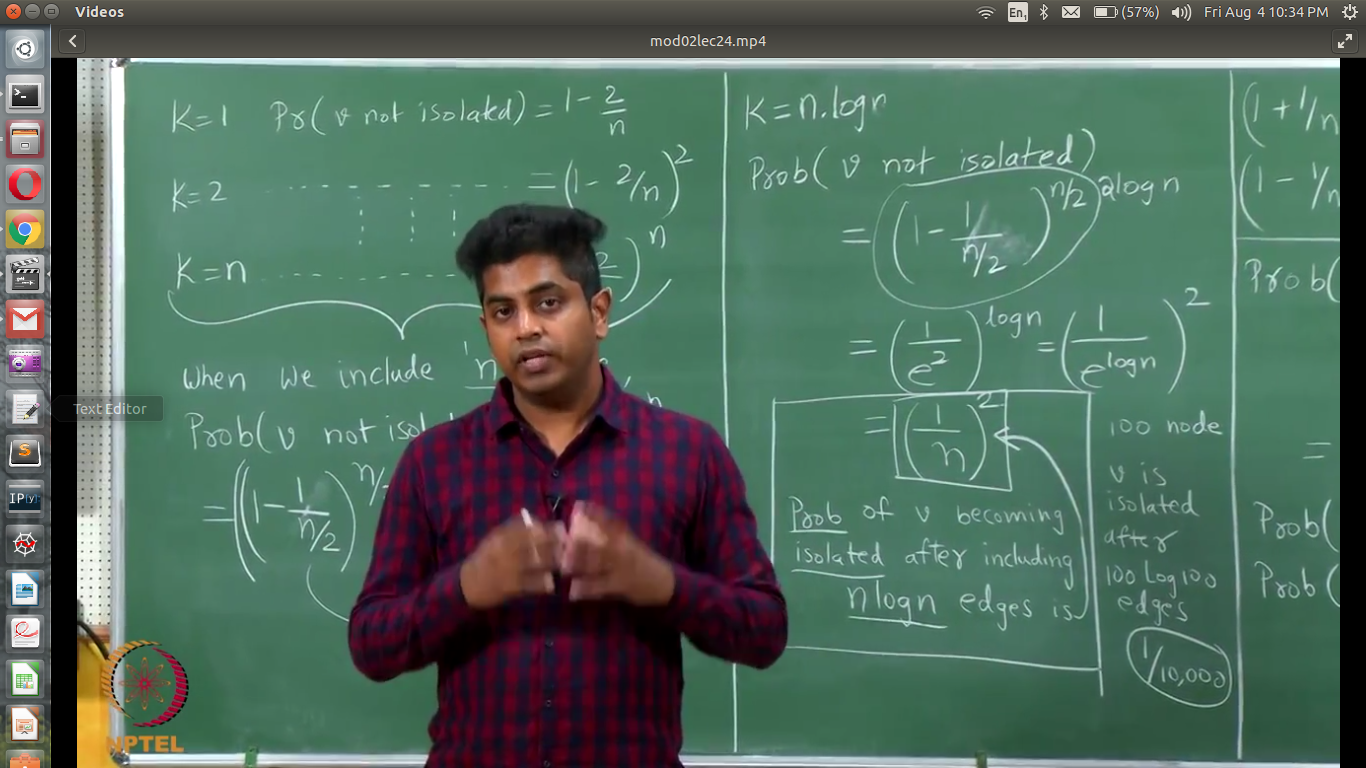 Videos
En₁ (57%) Fri Aug 4 10:34 PM
mod02lec24.mp4
K=1 Pr( v not isolated) = 1 - 2/n
K=2 - - - - - - - - - = (1 - 2/n)^2
K=n - - - - - - - )^n
When We include 'n
Prob( v not isol
= ((1 - 1/(n/2))^n/
K=n.logn
Prob( v not isolated)
= (1 - 1/(n/2))^(n/2) 2logn
= (1/e^2)^logn = (1/e^logn)^2
= (1/n)^2
Prob of v becoming
isolated after including
nlogn edges is
100 node
v is
isolated
after
100 Log100
edges
1/10,000
(1+1/n
(1 - 1/n
Prob(
=
Prob(
Prob(
Text Editor
IP[y]:
NPTEL